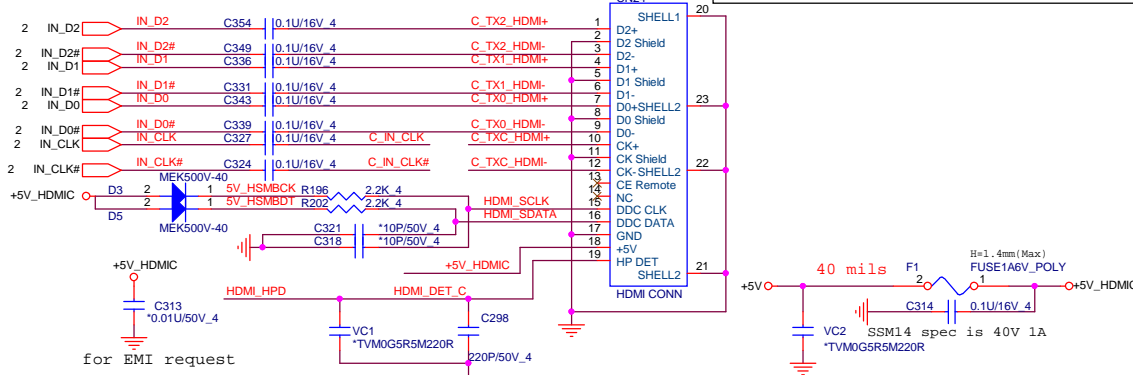 20
SHELL1
2 IN_D2 IN_D2 C354 0.1U/16V_4 C_TX2_HDMI+ 1 D2+
2 D2 Shield
2 IN_D2# IN_D2# C349 0.1U/16V_4 C_TX2_HDMI- 3 D2-
2 IN_D1 IN_D1 C336 0.1U/16V_4 C_TX1_HDMI+ 4 D1+
5 D1 Shield
2 IN_D1# IN_D1# C331 0.1U/16V_4 C_TX1_HDMI- 6 D1-
2 IN_D0 IN_D0 C343 0.1U/16V_4 C_TX0_HDMI+ 7 D0+ SHELL2 23
8 D0 Shield
2 IN_D0# IN_D0# C339 0.1U/16V_4 C_TX0_HDMI- 9 D0-
2 IN_CLK IN_CLK C327 0.1U/16V_4 C_IN_CLK C_TXC_HDMI+ 10 CK+
11 CK Shield
2 IN_CLK# IN_CLK# C324 0.1U/16V_4 C_IN_CLK# C_TXC_HDMI- 12 CK- SHELL2 22
MEK500V-40
13 CE Remote
+5V_HDMIC D3 2 1 5V_HSMBCK R196 2.2K_4
14 NC
HDMI_SCLK 15 DDC CLK
D5 2 1 5V_HSMBDT R202 2.2K_4
HDMI_SDATA 16 DDC DATA
MEK500V-40
C321 *10P/50V_4
17 GND
C318 *10P/50V_4
18 +5V
+5V_HDMIC
19 HP DET
SHELL2 21
HDMI CONN
+5V_HDMIC
C313
*0.01U/50V_4
for EMI request
HDMI_HPD HDMI_DET_C
VC1
*TVM0G5R5M220R
C298
220P/50V_4
H=1.4mm(Max)
40 mils F1 FUSE1A6V_POLY
+5V 2 1 +5V_HDMIC
C314 0.1U/16V_4
VC2 SSM14 spec is 40V 1A
*TVM0G5R5M220R